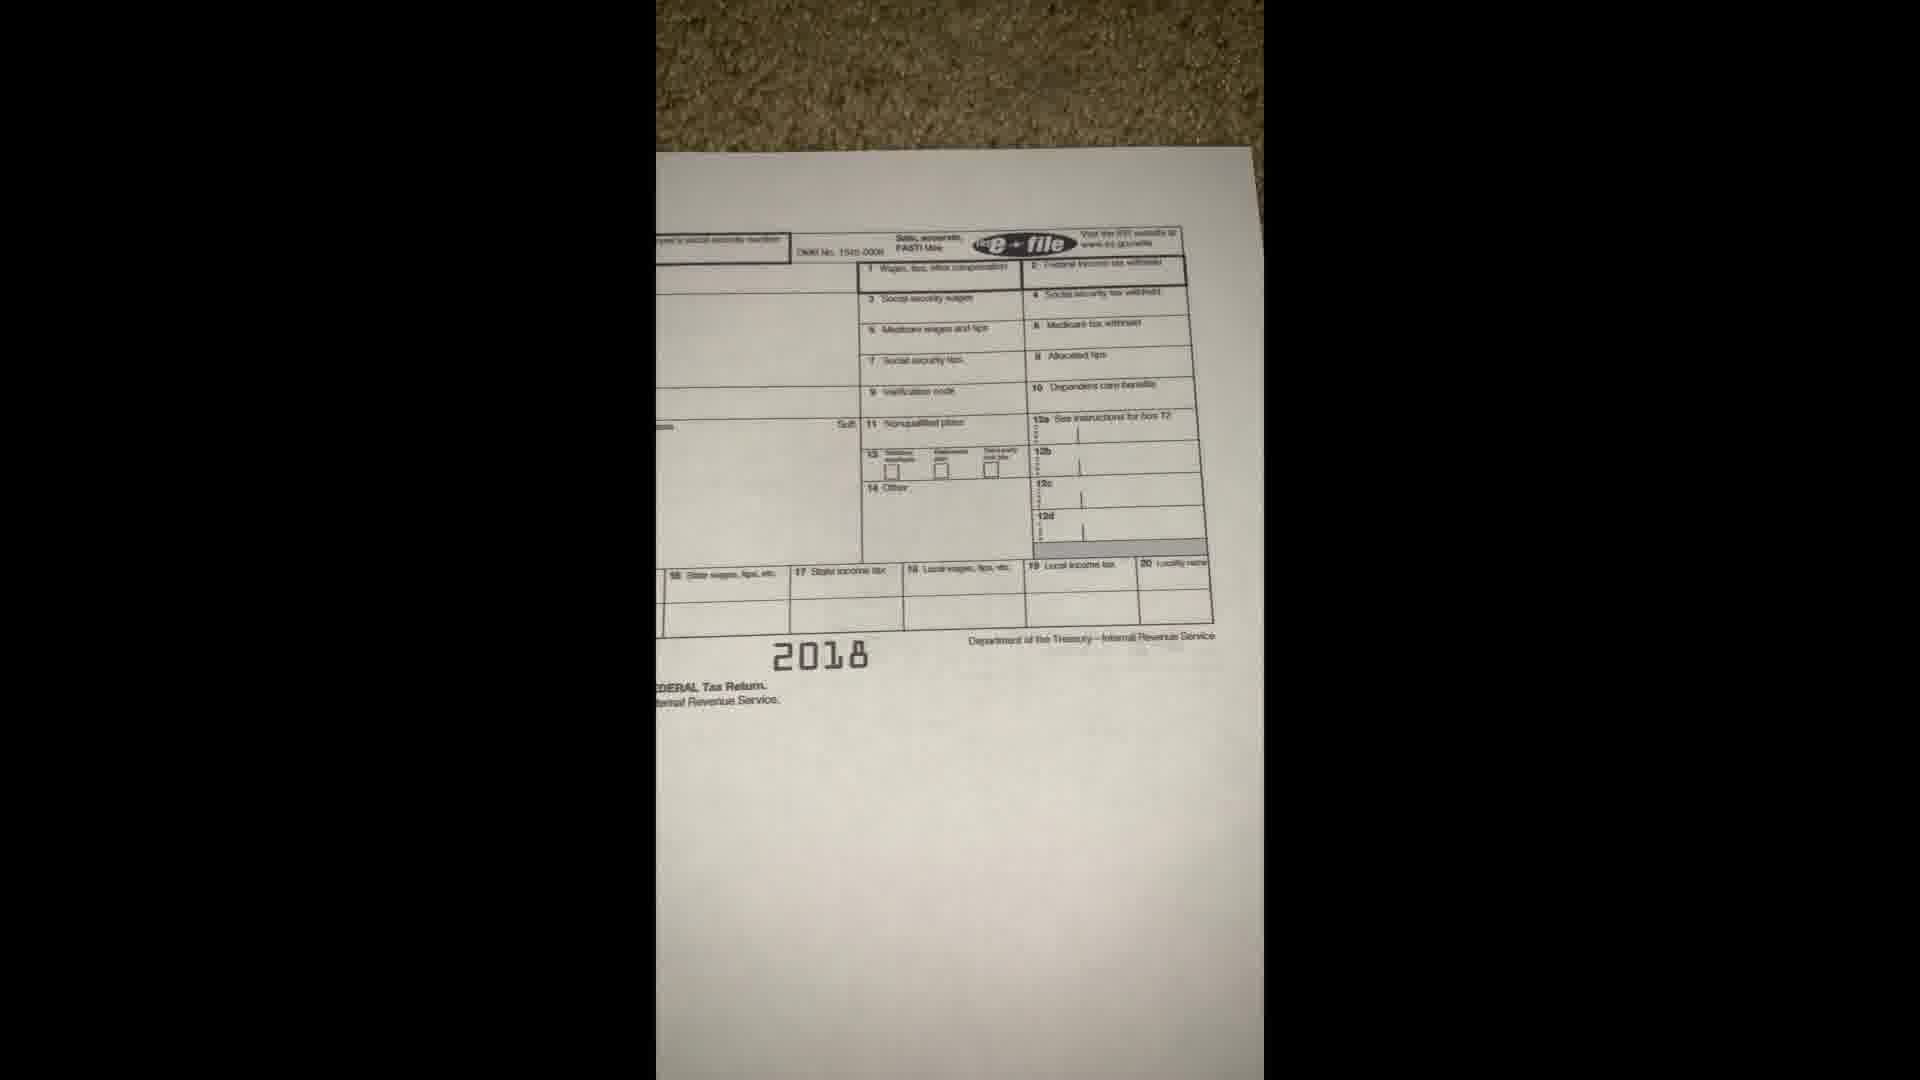 employee's social security number
OMB No. 1545-0008
Safe, accurate,
FAST! Use
IRS e-file
Visit the IRS website at
www.irs.gov/efile
1 Wages, tips, other compensation
2 Federal income tax withheld
3 Social security wages
4 Social security tax withheld
5 Medicare wages and tips
6 Medicare tax withheld
7 Social security tips
8 Allocated tips
9 Verification code
10 Dependent care benefits
Suff.
11 Nonqualified plans
12a See instructions for box 12
13 Statutory employee
Retirement plan
Third-party sick pay
12b
14 Other
12c
12d
16 State wages, tips, etc.
17 State income tax
18 Local wages, tips, etc.
19 Local income tax
20 Locality name
2018
Department of the Treasury—Internal Revenue Service
EDERAL Tax Return.
ternal Revenue Service.